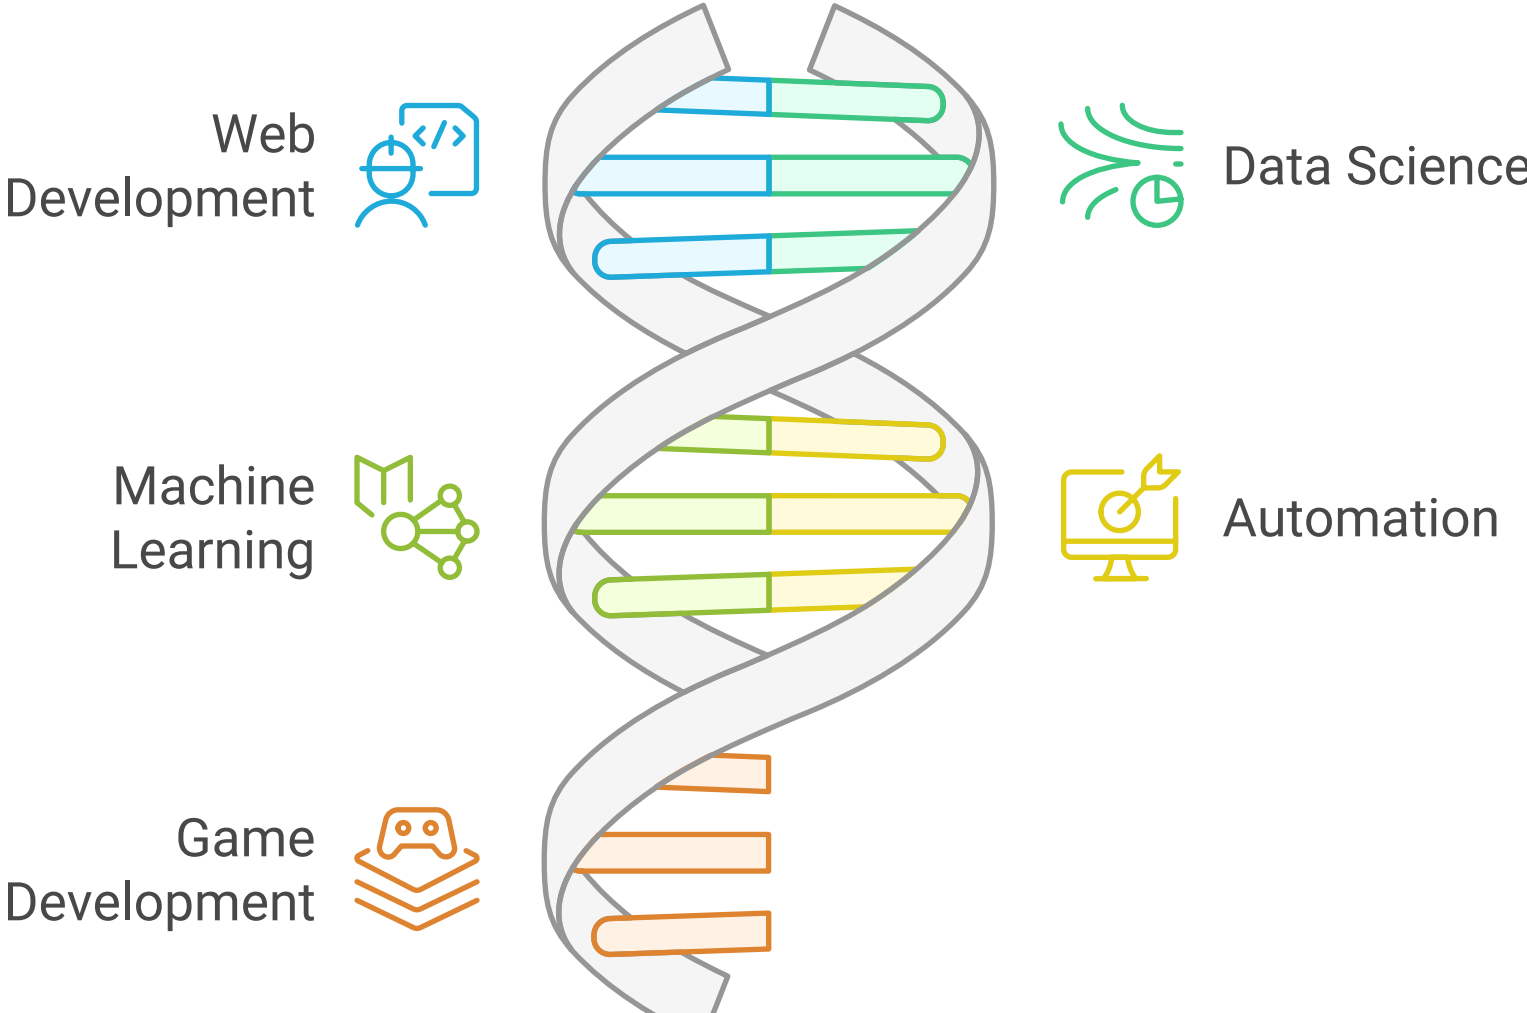 Web
Development
Data Science
Machine
Learning
Automation
Game
Development